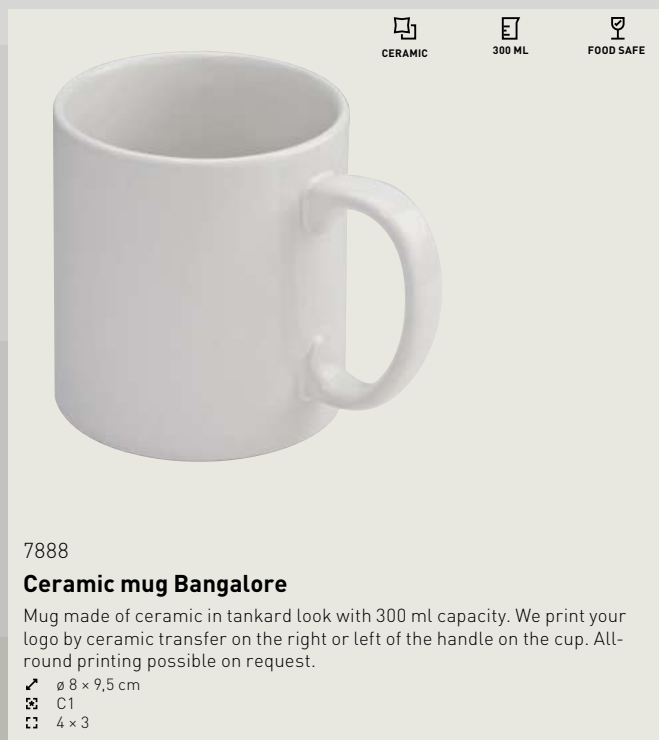 CERAMIC 300 ML FOOD SAFE
7888
Ceramic mug Bangalore
Mug made of ceramic in tankard look with 300 ml capacity. We print your
logo by ceramic transfer on the right or left of the handle on the cup. All-
round printing possible on request.
ø 8 × 9,5 cm
C1
4 × 3